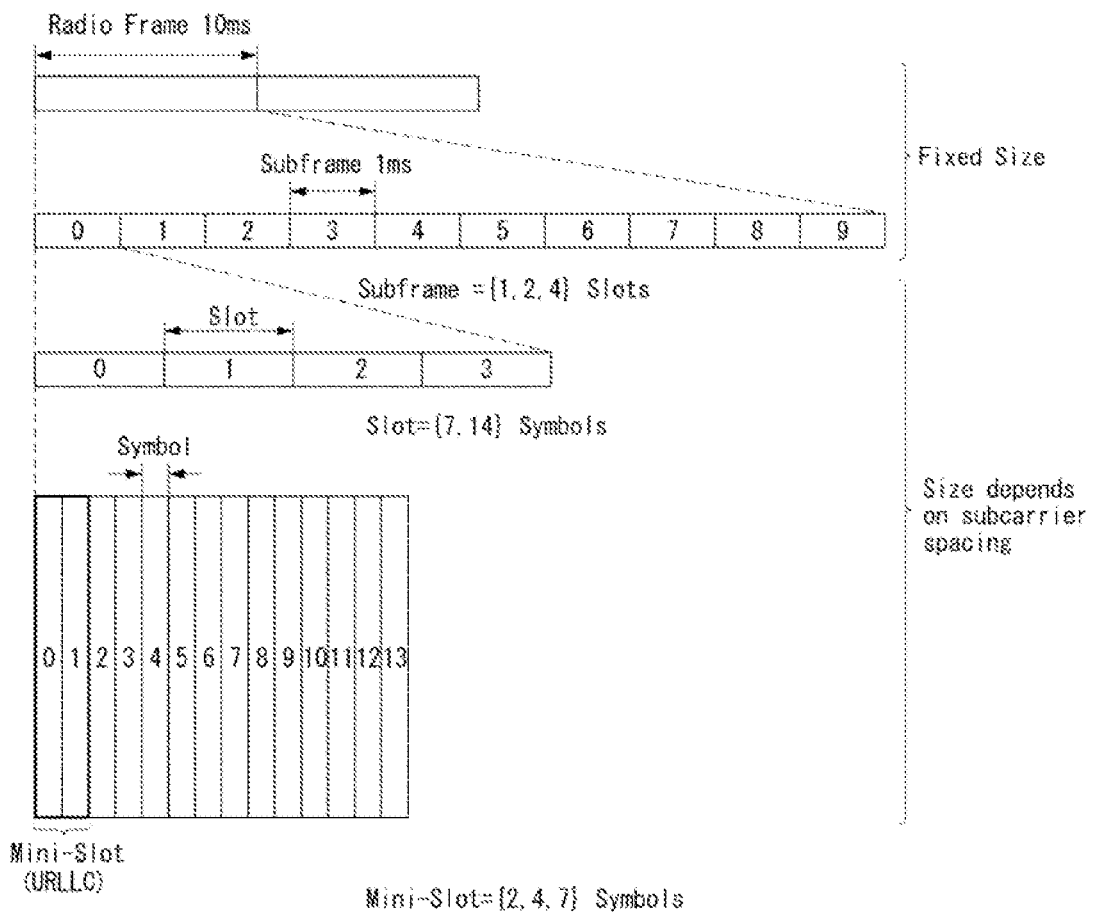 Radio Frame 10ms
Fixed Size
Subframe 1ms
0 1 2 3 4 5 6 7 8 9
Subframe ={1,2,4} Slots
Slot
0 1 2 3
Slot={7.14} Symbols
Symbol
Size depends
on subcarrier
spacing
0 1 2 3 4 5 6 7 8 9 10 11 12 13
Mini-Slot
(URLLC)
Mini-Slot={2,4,7} Symbols